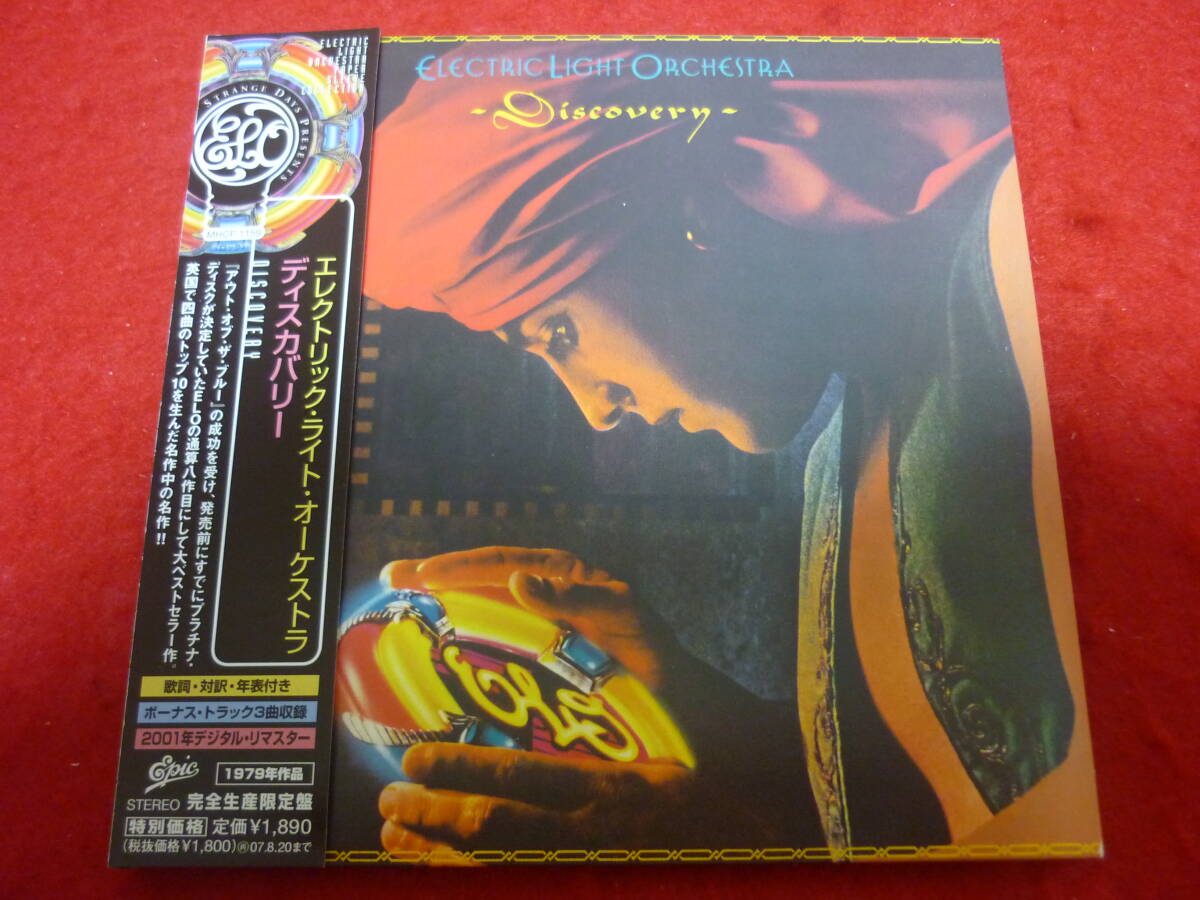 ELECTRIC
LIGHT
ORCHESTRA
PAPER
SLEEVE
COLLECTION
STRANGE DAYS PRESENTS
ELO
MHCP 1159
DISCOVERY
エレクトリック・ライト・オーケストラ
ディスカバリー
『アウト・オブ・ザ・ブルー』の成功を受け、発売前にすでにプラチナ・
ディスクが決定していたELOの通算八作目にして大ベストセラー作。
英国で四曲のトップ10を生んだ名作中の名作!!
歌詞・対訳・年表付き
ボーナス・トラック3曲収録
2001年デジタル・リマスター
Epic
1979年作品
STEREO 完全生産限定盤
特別価格 定価¥1,890
(税抜価格¥1,800)㊢07.8.20まで
ELECTRIC LIGHT ORCHESTRA
-Discovery-
ELO